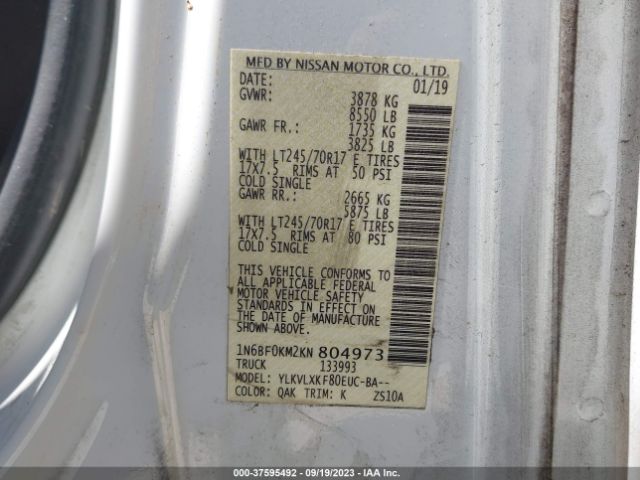 MFD BY NISSAN MOTOR CO., LTD.
DATE: 01/19
GVWR: 3878 KG
8550 LB
GAWR FR.: 1735 KG
3825 LB
WITH LT245/70R17 E TIRES
17X7.5 RIMS AT 50 PSI
COLD SINGLE
GAWR RR.: 2665 KG
5875 LB
WITH LT245/70R17 E TIRES
17X7.5 RIMS AT 80 PSI
COLD SINGLE
THIS VEHICLE CONFORMS TO
ALL APPLICABLE FEDERAL
MOTOR VEHICLE SAFETY
STANDARDS IN EFFECT ON
THE DATE OF MANUFACTURE
SHOWN ABOVE.
1N6BF0KM2KN 804973
TRUCK 133993
MODEL: YLKVLXKF80EUC-BA--
COLOR: QAK TRIM: K ZS10A
000-37595492 - 09/19/2023 - IAA Inc.